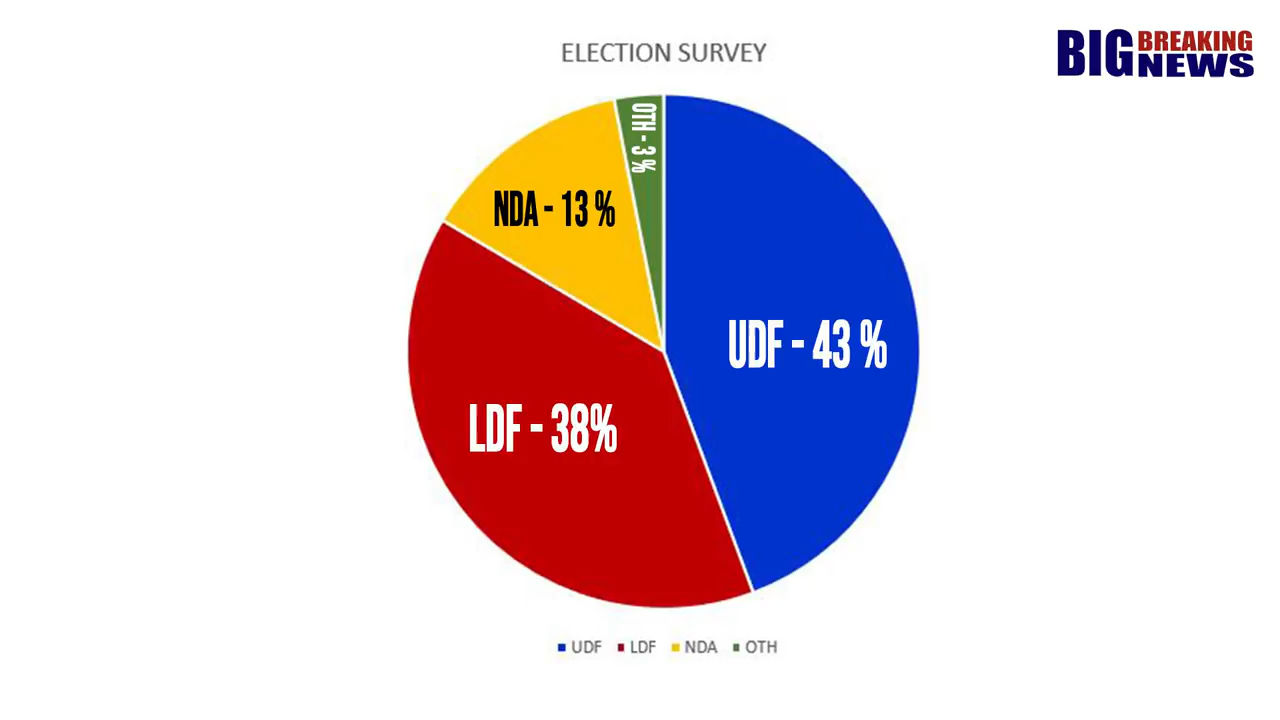 BIG BREAKING NEWS
ELECTION SURVEY
OTH - 3 %
NDA - 13 %
UDF - 43 %
LDF - 38%
UDF LDF NDA OTH